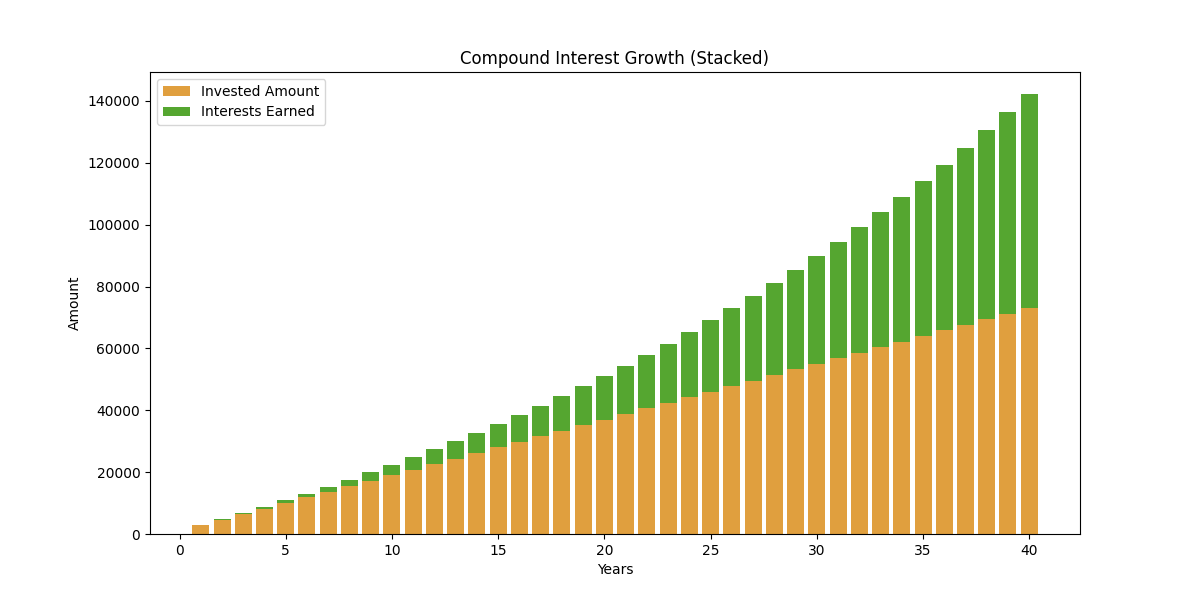 Compound Interest Growth (Stacked)
Invested Amount
Interests Earned
Amount
140000
120000
100000
80000
60000
40000
20000
0
0 5 10 15 20 25 30 35 40
Years